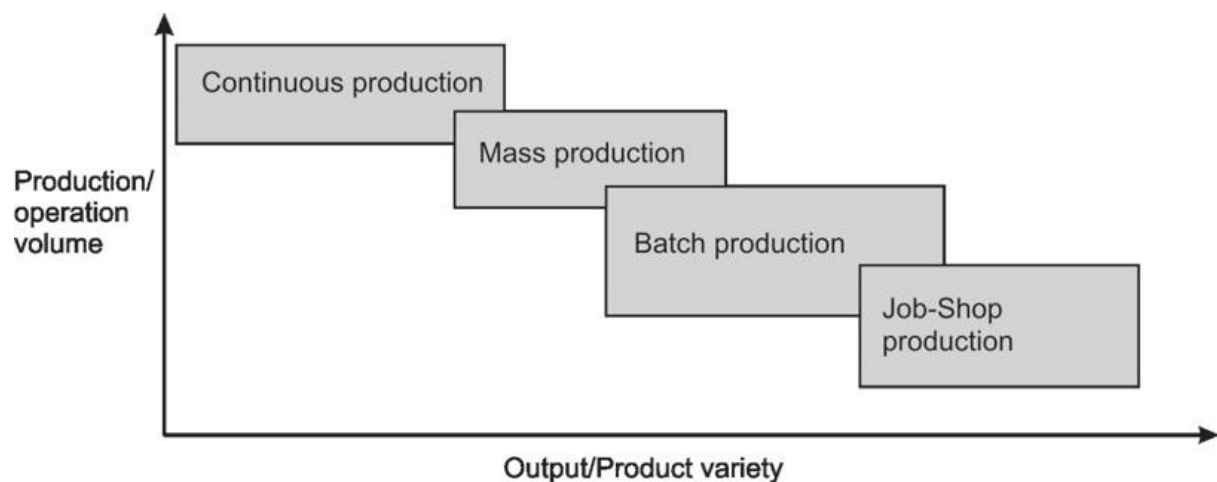 Continuous production
Mass production
Production/
operation
volume
Batch production
Job-Shop
production
Output/Product variety